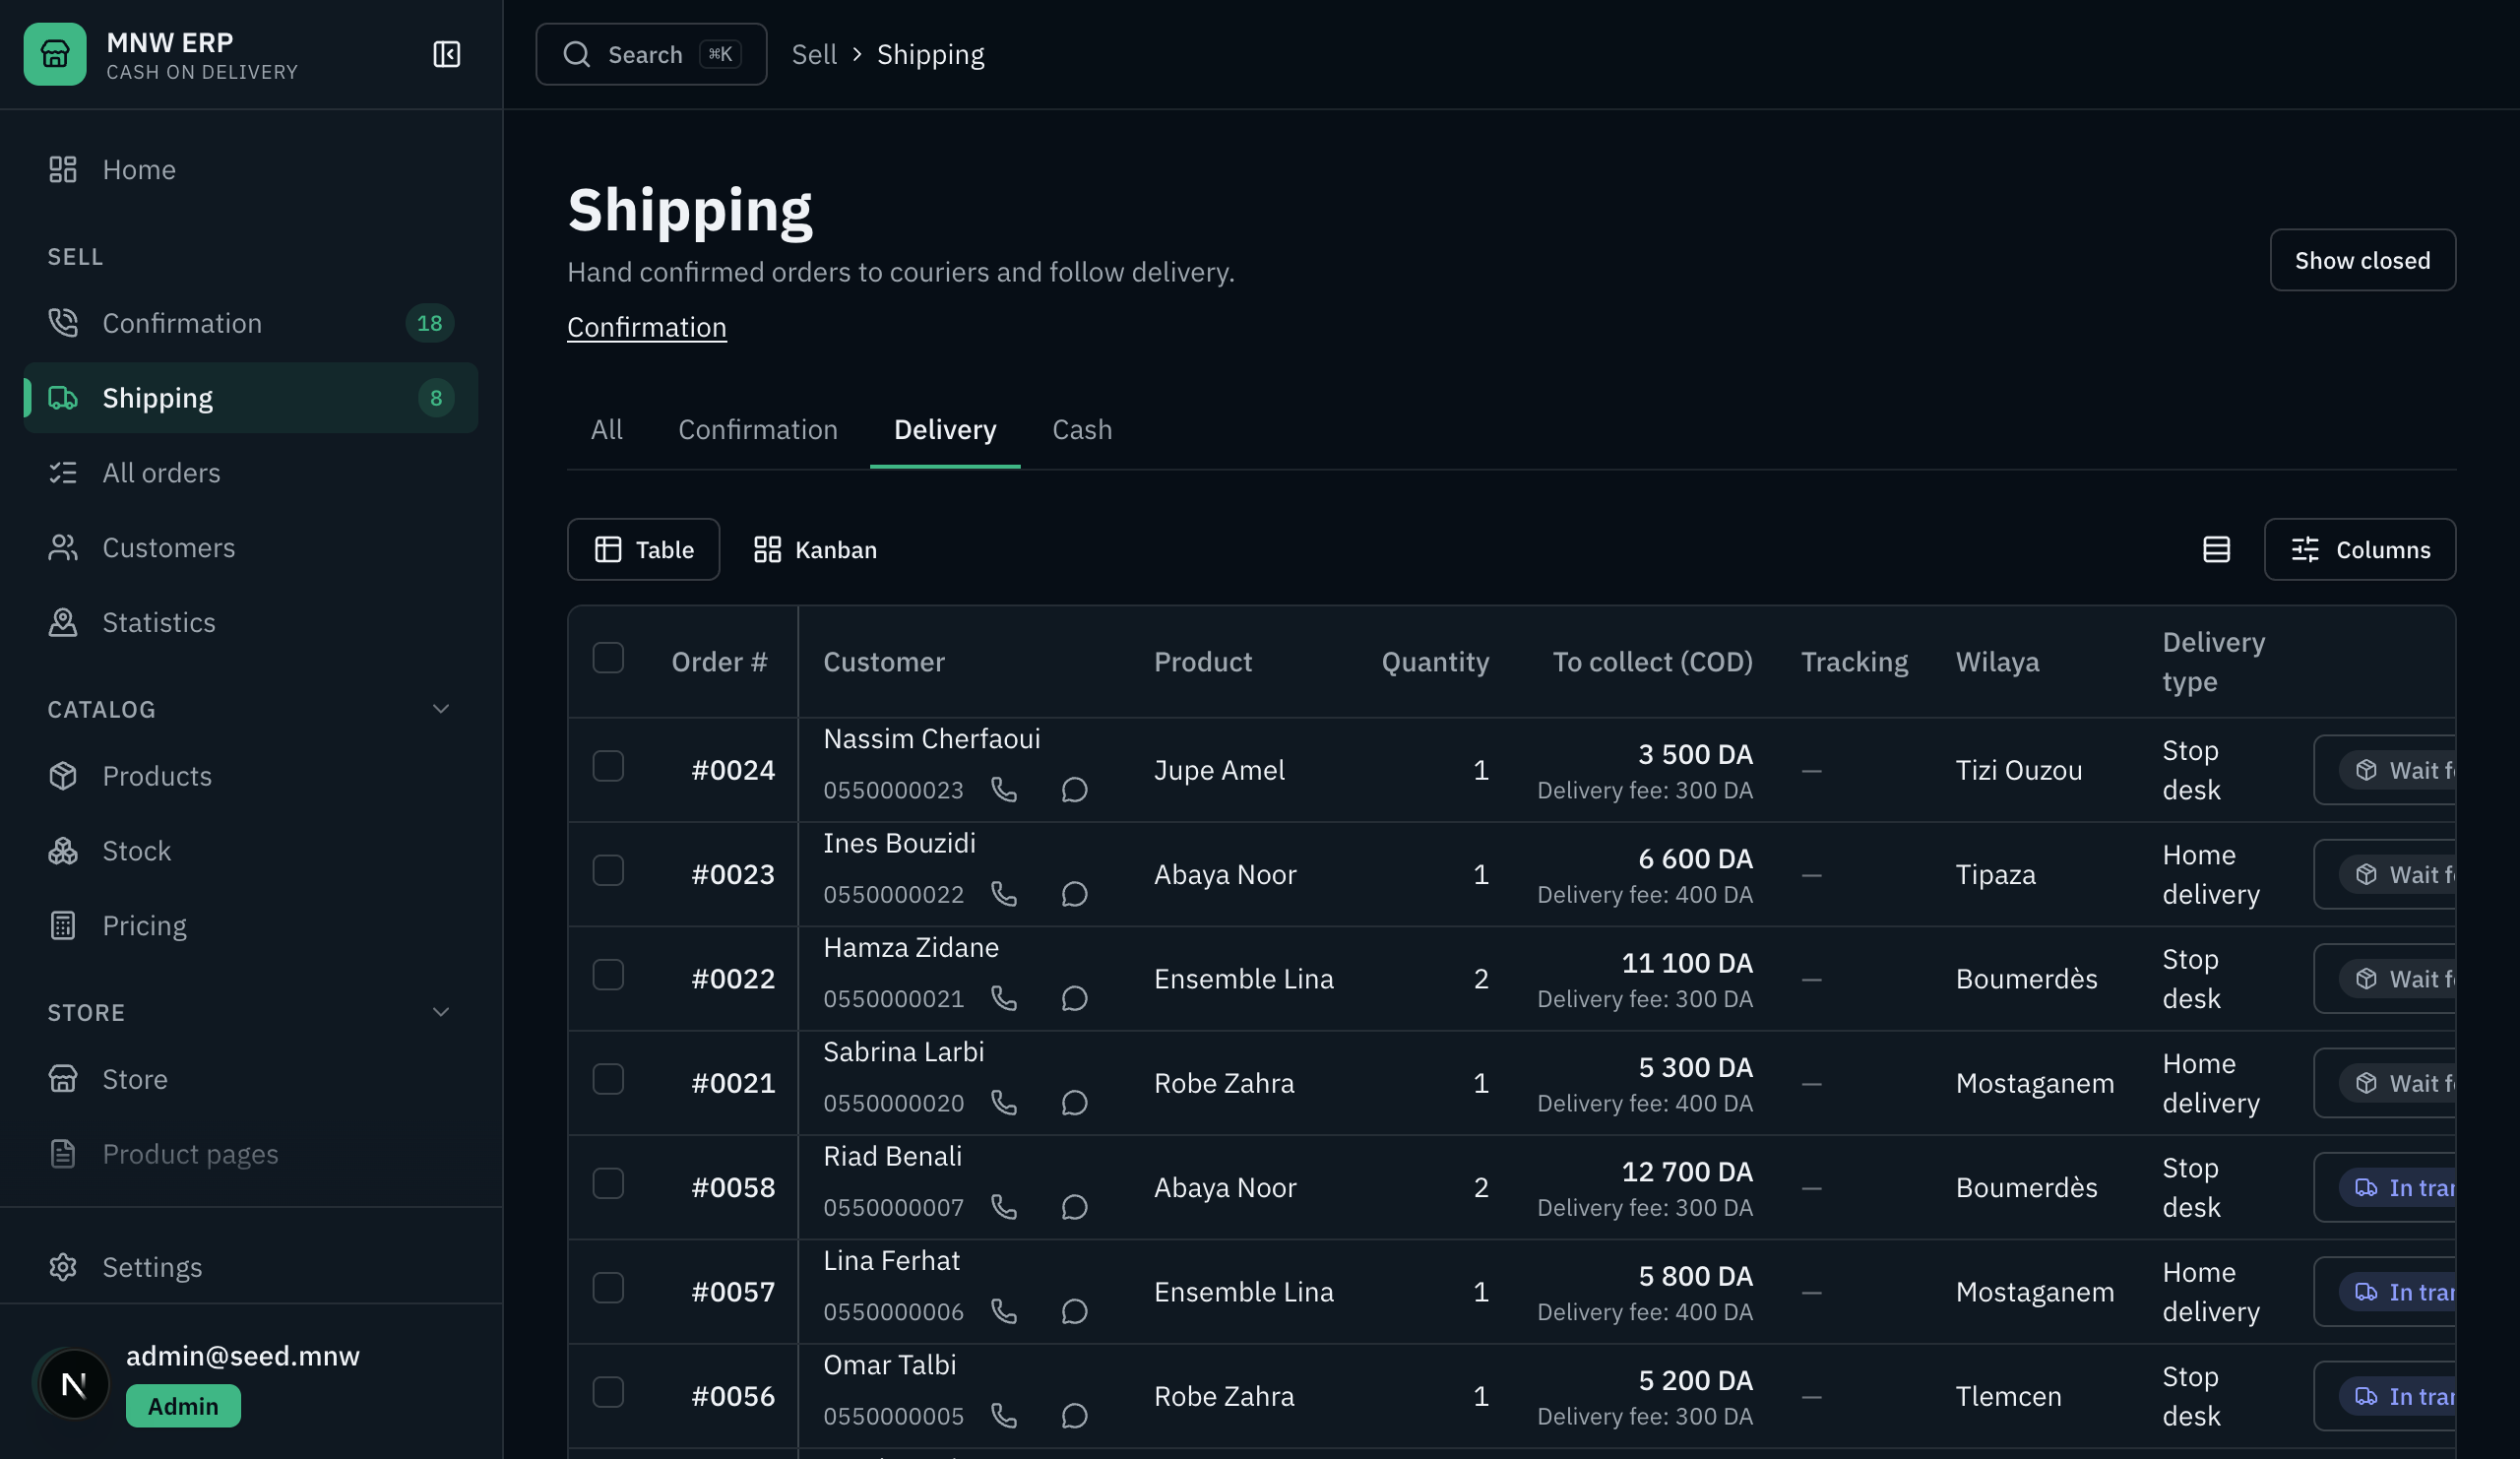 MNW ERP
CASH ON DELIVERY
Search ⌘K
Sell > Shipping
Home
SELL
Confirmation 18
Shipping 8
All orders
Customers
Statistics
CATALOG
Products
Stock
Pricing
STORE
Store
Product pages
Settings
admin@seed.mnw
Admin
Shipping
Hand confirmed orders to couriers and follow delivery.
Confirmation
Show closed
All Confirmation Delivery Cash
Table Kanban
Columns
Order # Customer Product Quantity To collect (COD) Tracking Wilaya Delivery type
#0024 Nassim Cherfaoui 0550000023 Jupe Amel 1 3 500 DA Delivery fee: 300 DA — Tizi Ouzou Stop desk Wait
#0023 Ines Bouzidi 0550000022 Abaya Noor 1 6 600 DA Delivery fee: 400 DA — Tipaza Home delivery Wait
#0022 Hamza Zidane 0550000021 Ensemble Lina 2 11 100 DA Delivery fee: 300 DA — Boumerdès Stop desk Wait
#0021 Sabrina Larbi 0550000020 Robe Zahra 1 5 300 DA Delivery fee: 400 DA — Mostaganem Home delivery Wait
#0058 Riad Benali 0550000007 Abaya Noor 2 12 700 DA Delivery fee: 300 DA — Boumerdès Stop desk In
#0057 Lina Ferhat 0550000006 Ensemble Lina 1 5 800 DA Delivery fee: 400 DA — Mostaganem Home delivery In
#0056 Omar Talbi 0550000005 Robe Zahra 1 5 200 DA Delivery fee: 300 DA — Tlemcen Stop desk In